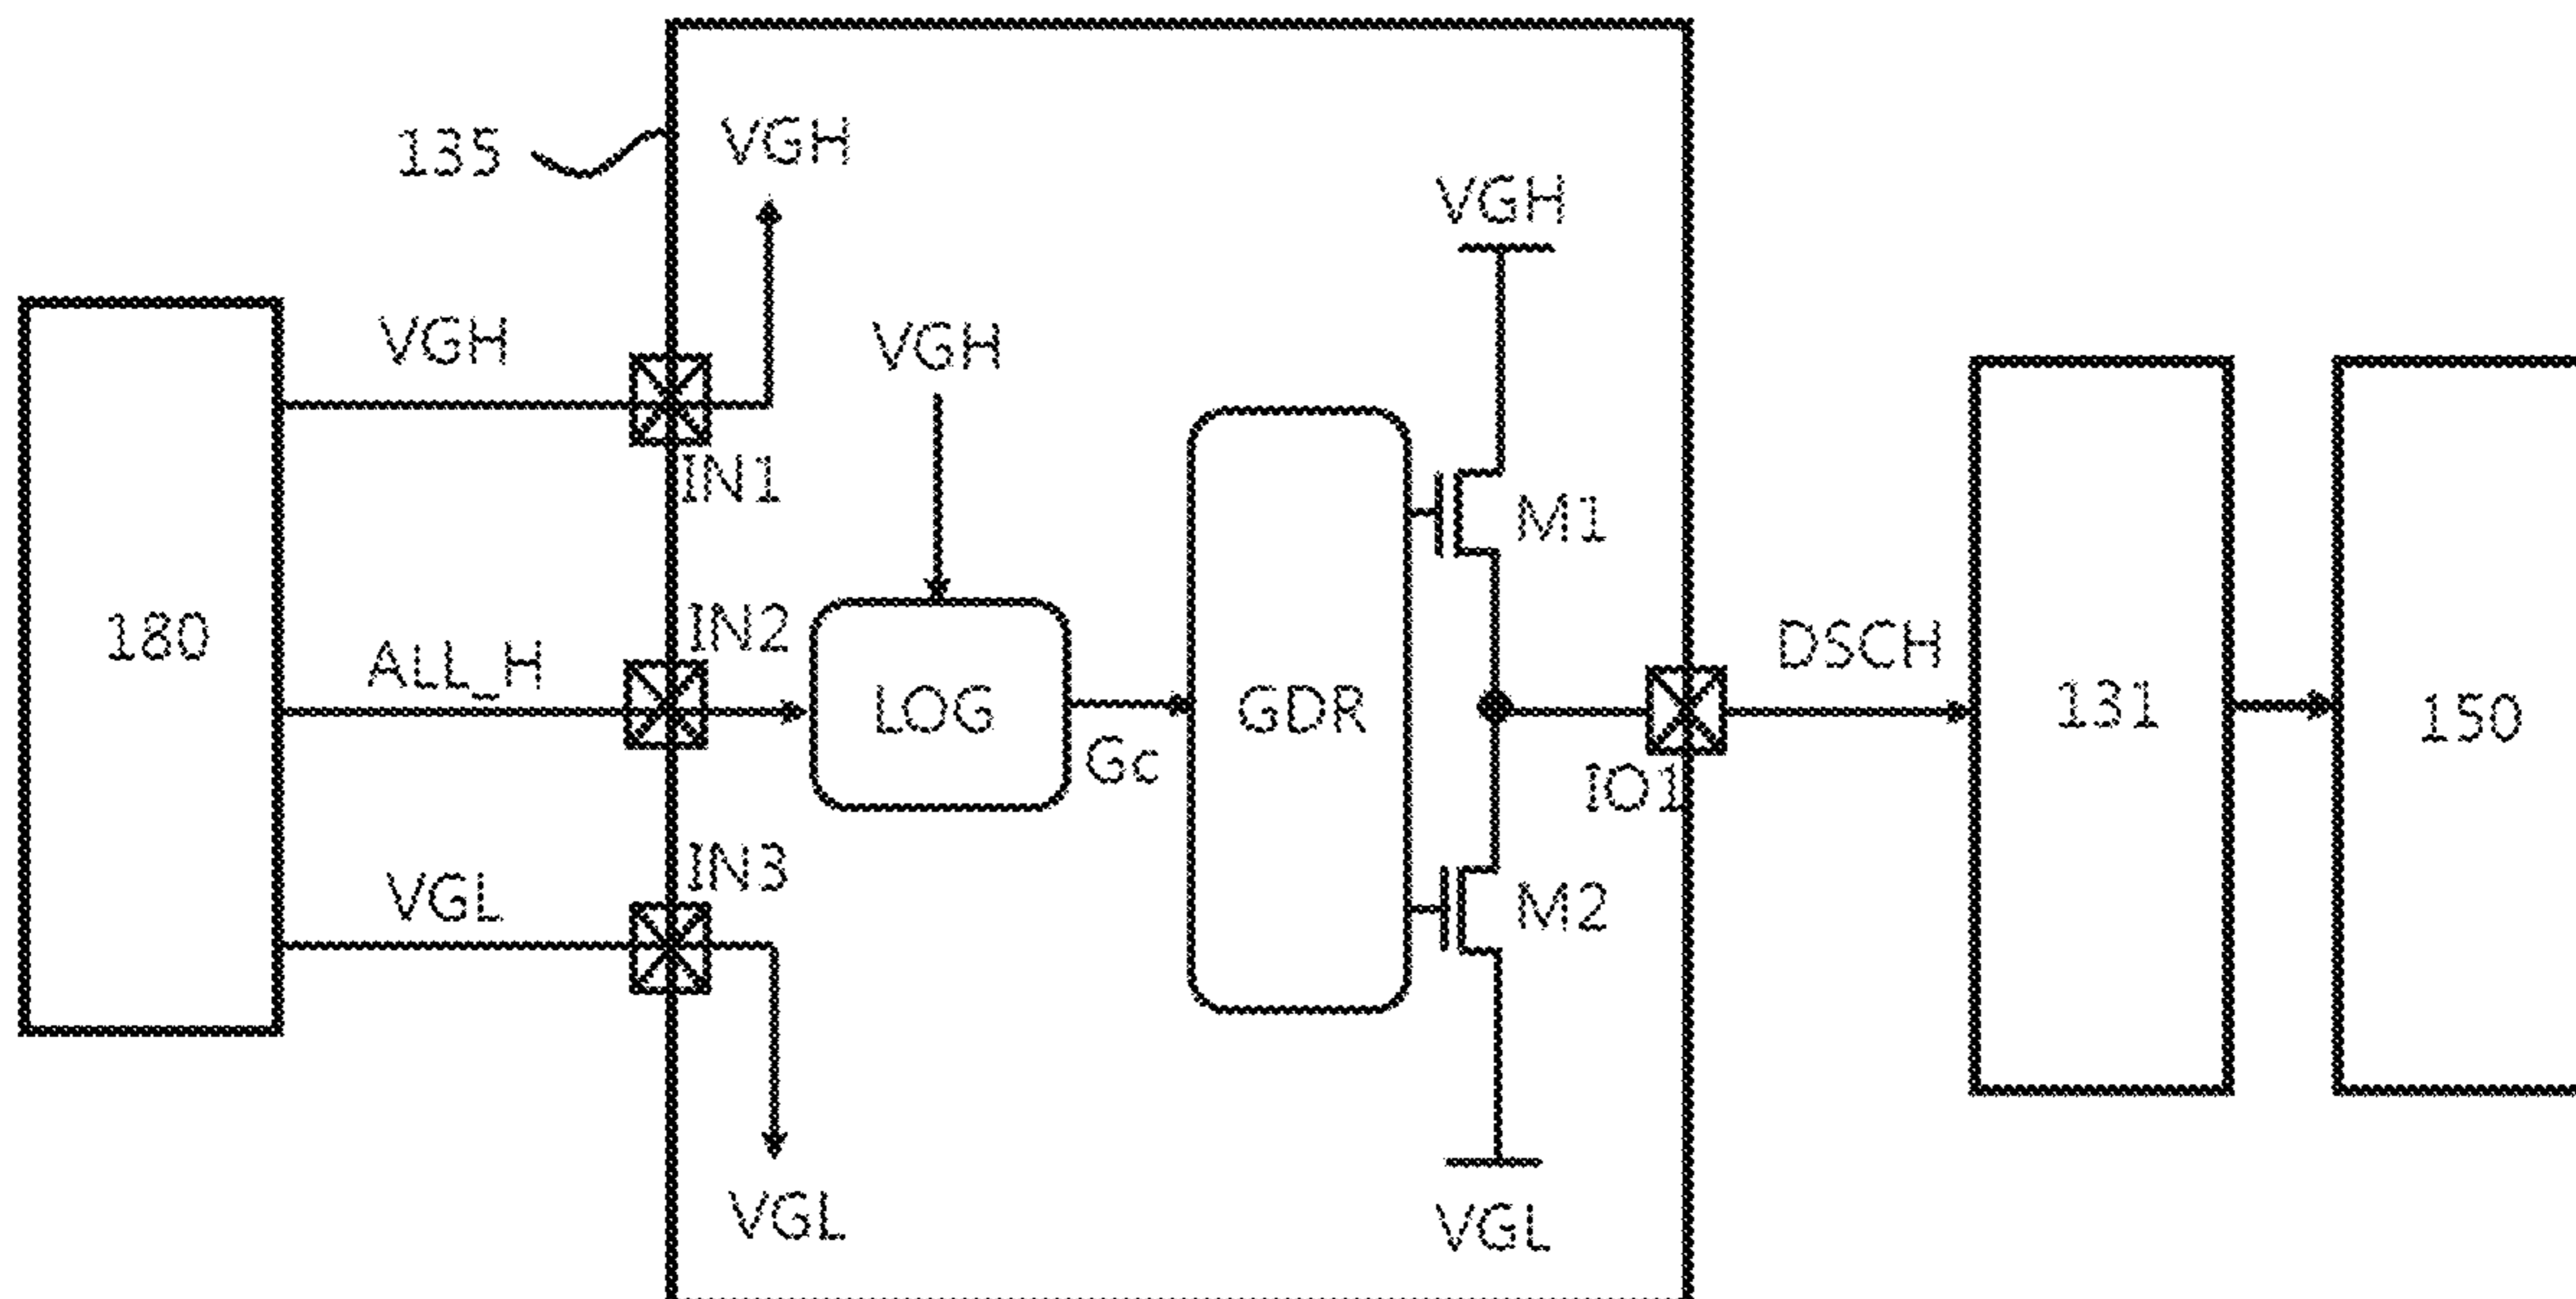 135
VGH
VGH
VGH
VGH
IN1
M1
180
ALL_H
IN2
LOG
Gc
GDR
DSCH
IO1
131
150
VGL
IN3
M2
VGL
VGL